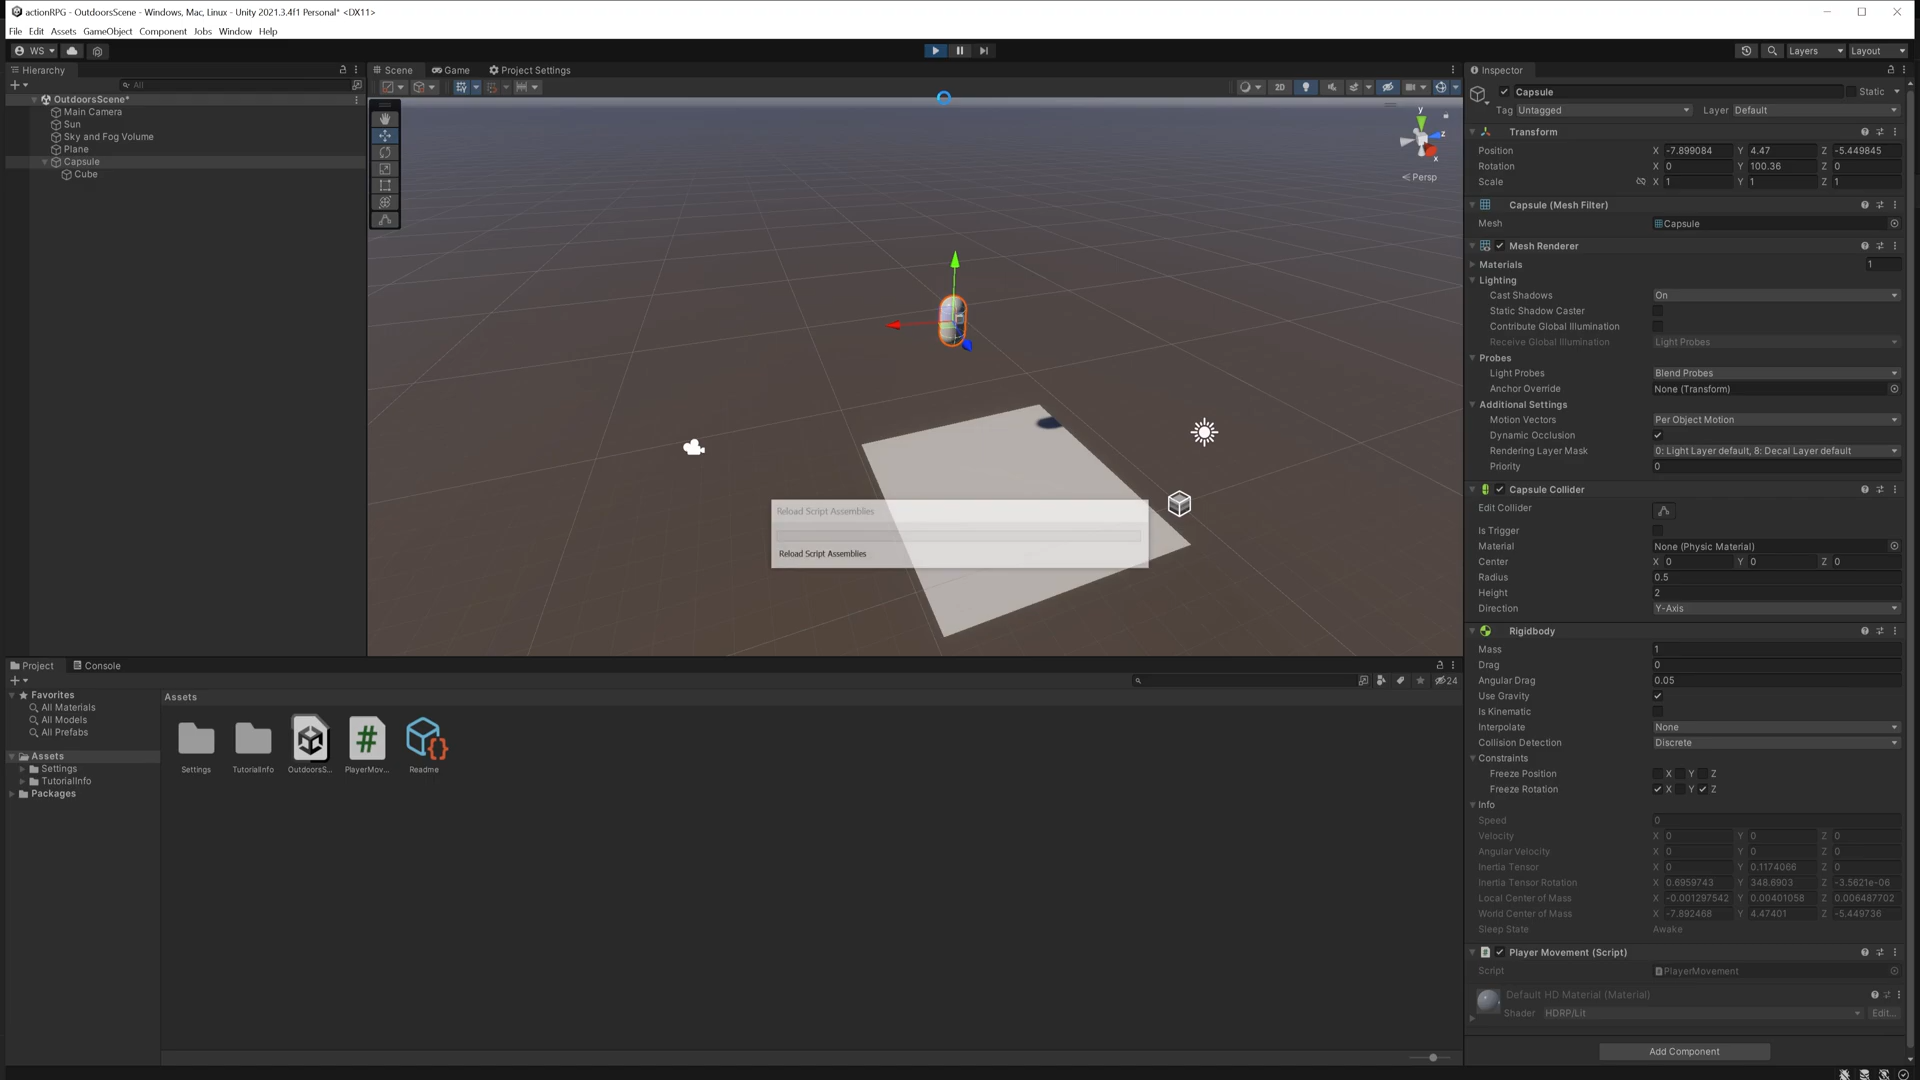 actionRPG - OutdoorsScene - Windows, Mac, Linux - Unity 2021.3.4f1 Personal* <DX11>
File Edit Assets GameObject Component Jobs Window Help
WS
Layers
Layout
Hierarchy
All
OutdoorsScene*
Main Camera
Sun
Sky and Fog Volume
Plane
Capsule
Cube
Scene
Game
Project Settings
2D
y
z
x
Persp
Reload Script Assemblies
Reload Script Assemblies
Inspector
Capsule
Static
Tag Untagged
Layer Default
Transform
Position X -7.899084 Y 4.47 Z -5.449845
Rotation X 0 Y 100.36 Z 0
Scale X 1 Y 1 Z 1
Capsule (Mesh Filter)
Mesh Capsule
Mesh Renderer
Materials 1
Lighting
Cast Shadows On
Static Shadow Caster
Contribute Global Illumination
Receive Global Illumination Light Probes
Probes
Light Probes Blend Probes
Anchor Override None (Transform)
Additional Settings
Motion Vectors Per Object Motion
Dynamic Occlusion
Rendering Layer Mask 0: Light Layer default, 8: Decal Layer default
Priority 0
Capsule Collider
Edit Collider
Is Trigger
Material None (Physic Material)
Center X 0 Y 0 Z 0
Radius 0.5
Height 2
Direction Y-Axis
Rigidbody
Mass 1
Drag 0
Angular Drag 0.05
Use Gravity
Is Kinematic
Interpolate None
Collision Detection Discrete
Constraints
Freeze Position X Y Z
Freeze Rotation X Y Z
Info
Speed 0
Velocity X 0 Y 0 Z 0
Angular Velocity X 0 Y 0 Z 0
Inertia Tensor X 0 Y 0.1174066 Z 0
Inertia Tensor Rotation X 0.6959743 Y 348.6903 Z -3.5621e-06
Local Center of Mass X -0.001297542 Y 0.00401058 Z 0.006487702
World Center of Mass X -7.892468 Y 4.47401 Z -5.449736
Sleep State Awake
Player Movement (Script)
Script PlayerMovement
Default HD Material (Material)
Shader HDRP/Lit Edit...
Add Component
Project
Console
24
Favorites
All Materials
All Models
All Prefabs
Assets
Settings
TutorialInfo
Packages
Assets
Settings
TutorialInfo
OutdoorsS...
PlayerMov...
Readme